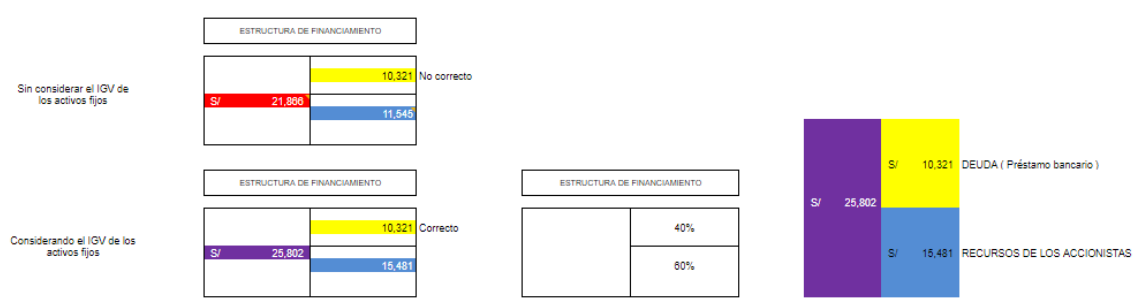 ESTRUCTURA DE FINANCIAMIENTO
Sin considerar el IGV de
los activos fijos
10,321 No correcto
S/ 21,866
11,545
ESTRUCTURA DE FINANCIAMIENTO
Considerando el IGV de los
activos fijos
10,321 Correcto
S/ 25,802
15,481
ESTRUCTURA DE FINANCIAMIENTO
40%
60%
S/ 25,802
S/ 10,321 DEUDA ( Préstamo bancario )
S/ 15,481 RECURSOS DE LOS ACCIONISTAS